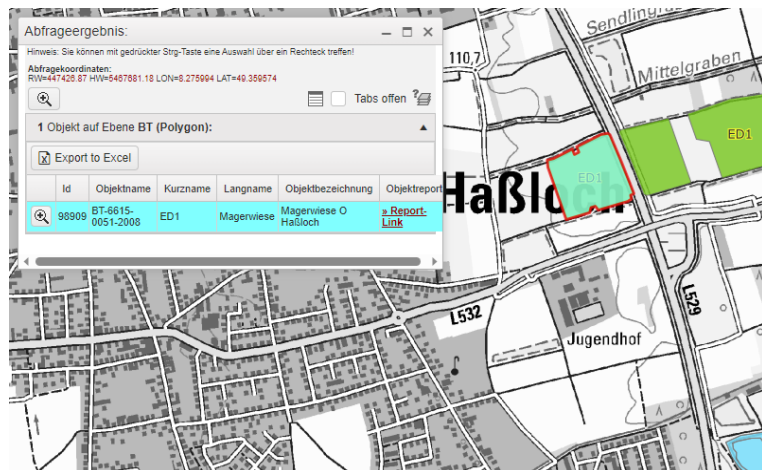 Abfrageergebnis:
Hinweis: Sie können mit gedrückter Strg-Taste eine Auswahl über ein Rechteck treffen!
Abfragekoordinaten:
RW=447426.87 HW=5467681.18 LON=8.275994 LAT=49.359574
Tabs offen ?
1 Objekt auf Ebene BT (Polygon):
Export to Excel
Id Objektname Kurzname Langname Objektbezeichnung Objektreport
98909 BT-6615-0051-2008 ED1 Magerwiese Magerwiese O Haßloch » Report-Link
Sendlingra
110,7
Mittelgraben
ED1
ED1
Haßloch
L532
L529
Jugendhof